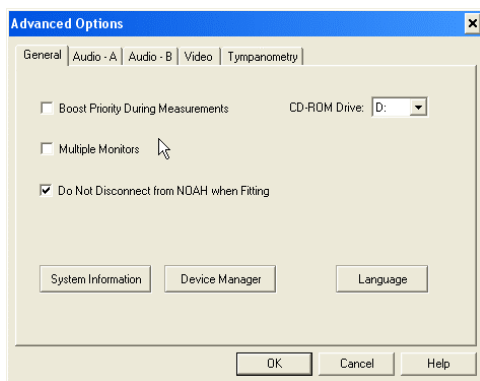 Advanced Options
General Audio - A Audio - B Video Tympanometry
Boost Priority During Measurements CD-ROM Drive: D:
Multiple Monitors
Do Not Disconnect from NOAH when Fitting
System Information Device Manager Language
OK Cancel Help